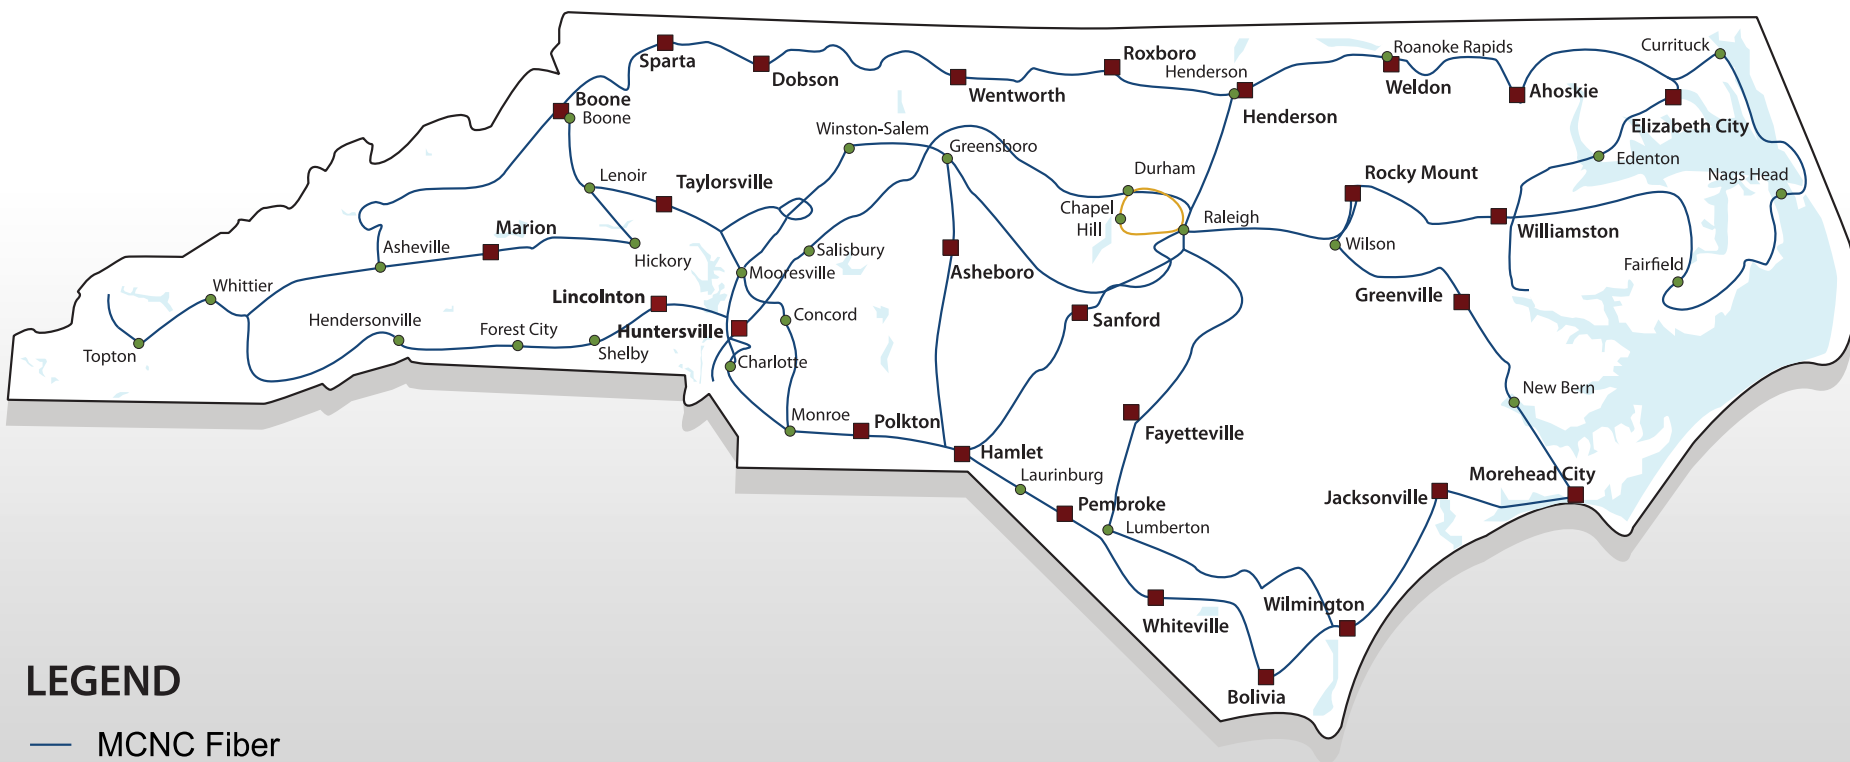 Sparta
Dobson
Wentworth
Roxboro
Henderson
Henderson
Roanoke Rapids
Weldon
Ahoskie
Currituck
Elizabeth City
Edenton
Nags Head
Boone
Boone
Winston-Salem
Greensboro
Durham
Chapel
Hill
Raleigh
Rocky Mount
Wilson
Williamston
Fairfield
Lenoir
Taylorsville
Marion
Asheville
Hickory
Salisbury
Mooresville
Asheboro
Whittier
Lincolnton
Huntersville
Concord
Sanford
Greenville
Hendersonville
Forest City
Shelby
Topton
Charlotte
New Bern
Monroe
Polkton
Fayetteville
Hamlet
Laurinburg
Pembroke
Lumberton
Jacksonville
Morehead City
Wilmington
Whiteville
Bolivia
LEGEND
MCNC Fiber